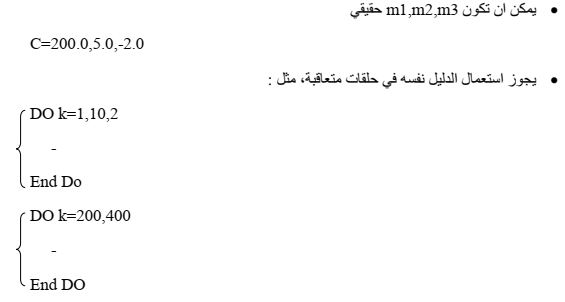 • يمكن ان تكون m1,m2,m3 حقيقي
C=200.0,5.0,-2.0
• يجوز استعمال الدليل نفسه في حلقات متعاقبة، مثل :
DO k=1,10,2
-
End Do
DO k=200,400
-
End DO